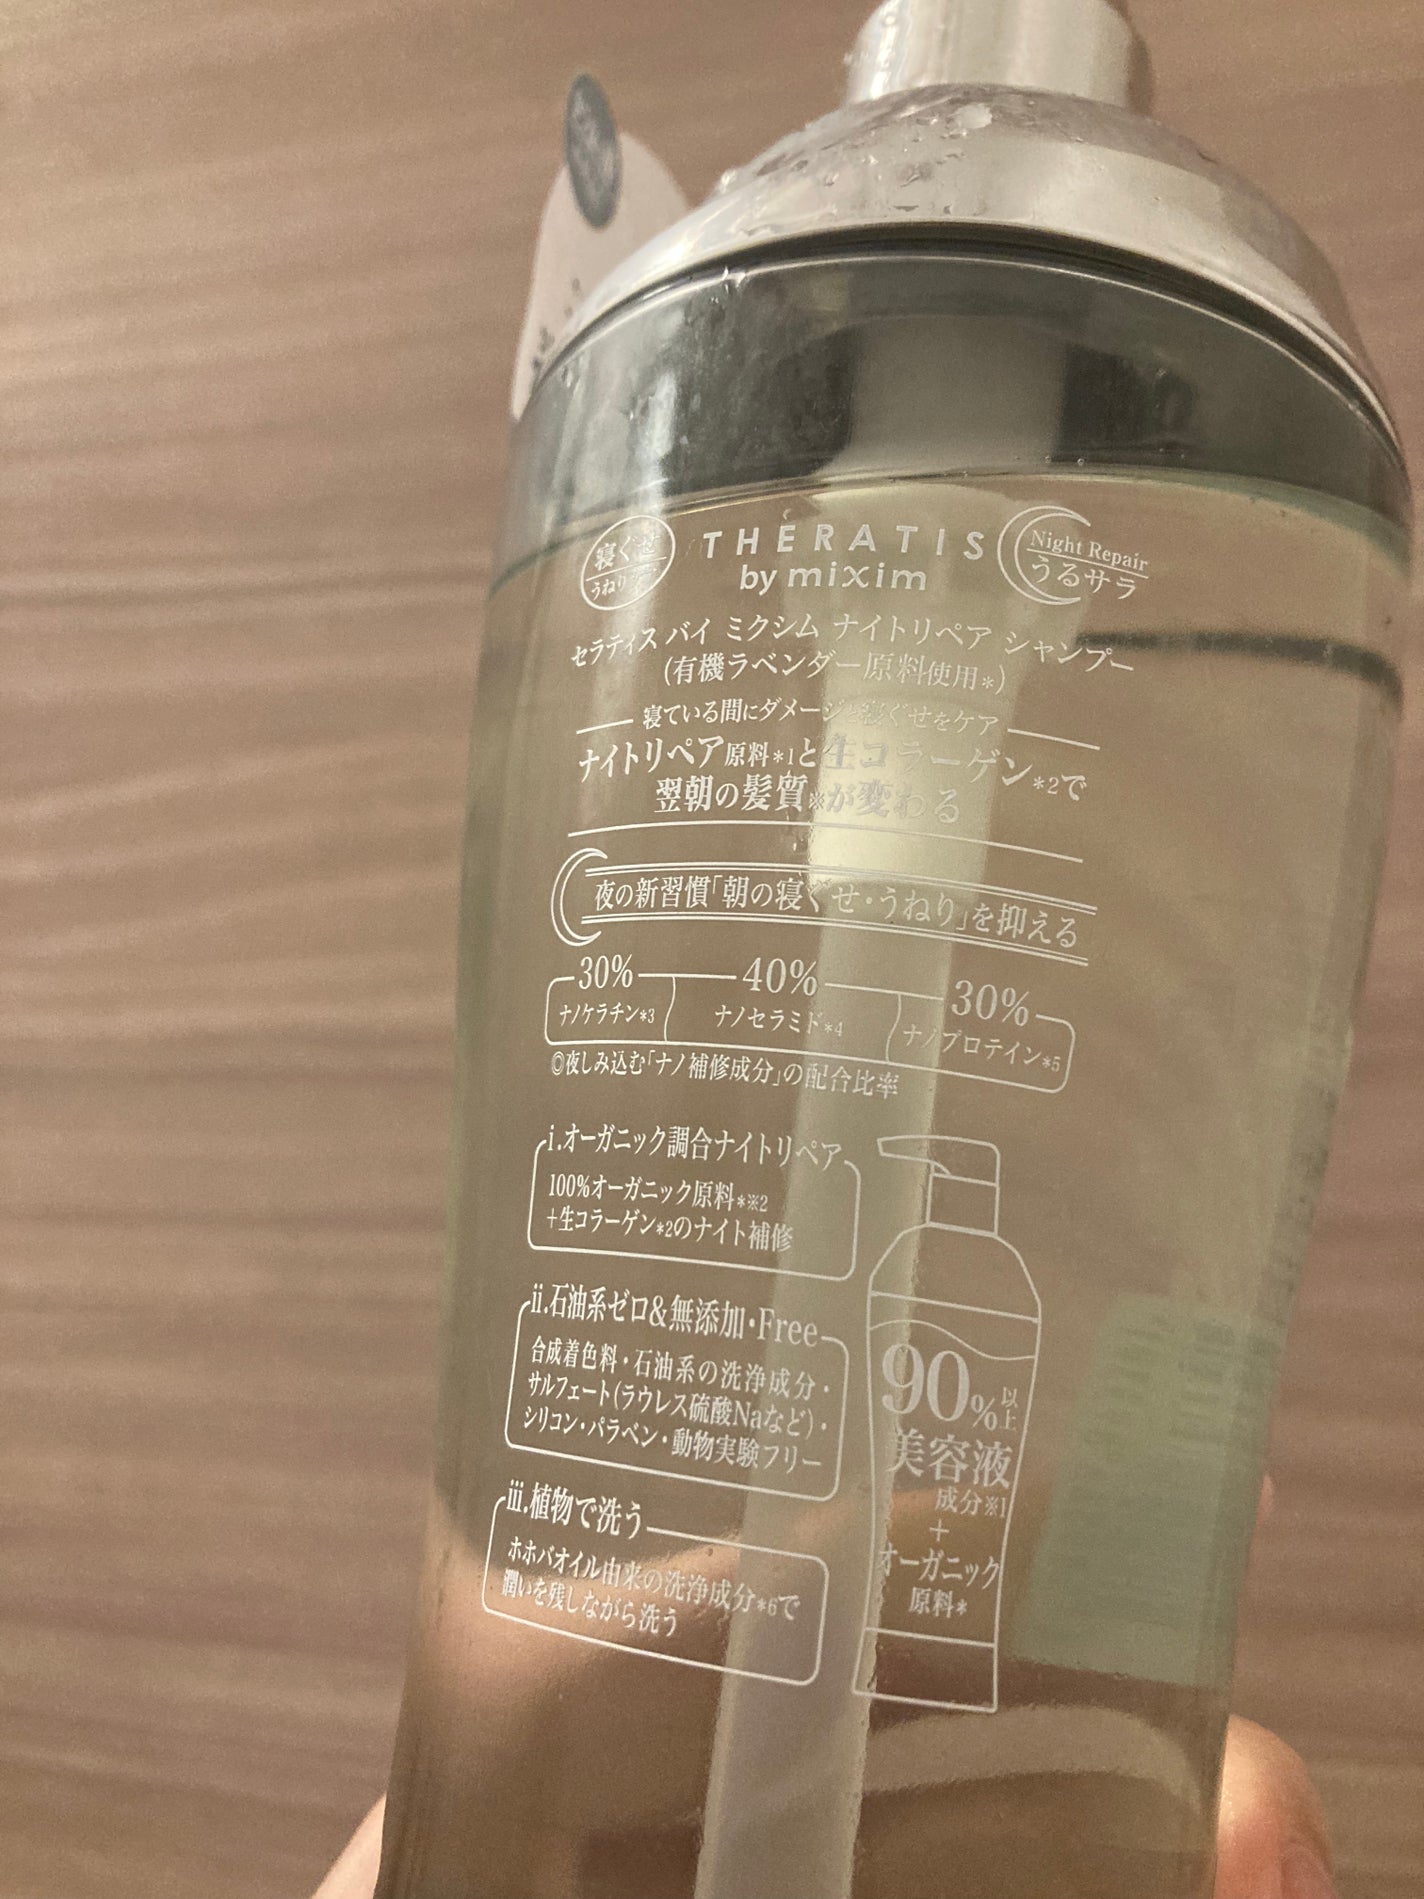 寝ぐせ
うねり
THERATIS
by mixim
Night Repair
うるサラ
セラティス バイ ミクシム ナイトリペア シャンプー
(有機ラベンダー原料使用*)
寝ている間にダメージと寝ぐせをケア
ナイトリペア原料*1と生コラーゲン*2で
翌朝の髪質※が変わる
夜の新習慣「朝の寝ぐせ・うねり」を抑える
30% 40% 30%
ナノケラチン*3 ナノセラミド*4 ナノプロテイン*5
◎夜しみ込む「ナノ補修成分」の配合比率
i.オーガニック調合ナイトリペア
100%オーガニック原料*※2
+生コラーゲン*2のナイト補修
ii.石油系ゼロ&無添加・Free
合成着色料・石油系の洗浄成分・
サルフェート(ラウレス硫酸Naなど)・
シリコン・パラベン・動物実験フリー
iii.植物で洗う
ホホバオイル由来の洗浄成分*6で
潤いを残しながら洗う
90%以上
美容液
成分※1
+
オーガニック
原料*